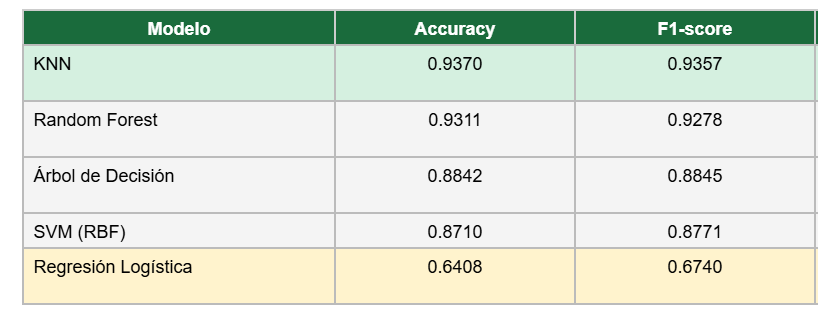 Modelo Accuracy F1-score
KNN 0.9370 0.9357
Random Forest 0.9311 0.9278
Árbol de Decisión 0.8842 0.8845
SVM (RBF) 0.8710 0.8771
Regresión Logística 0.6408 0.6740